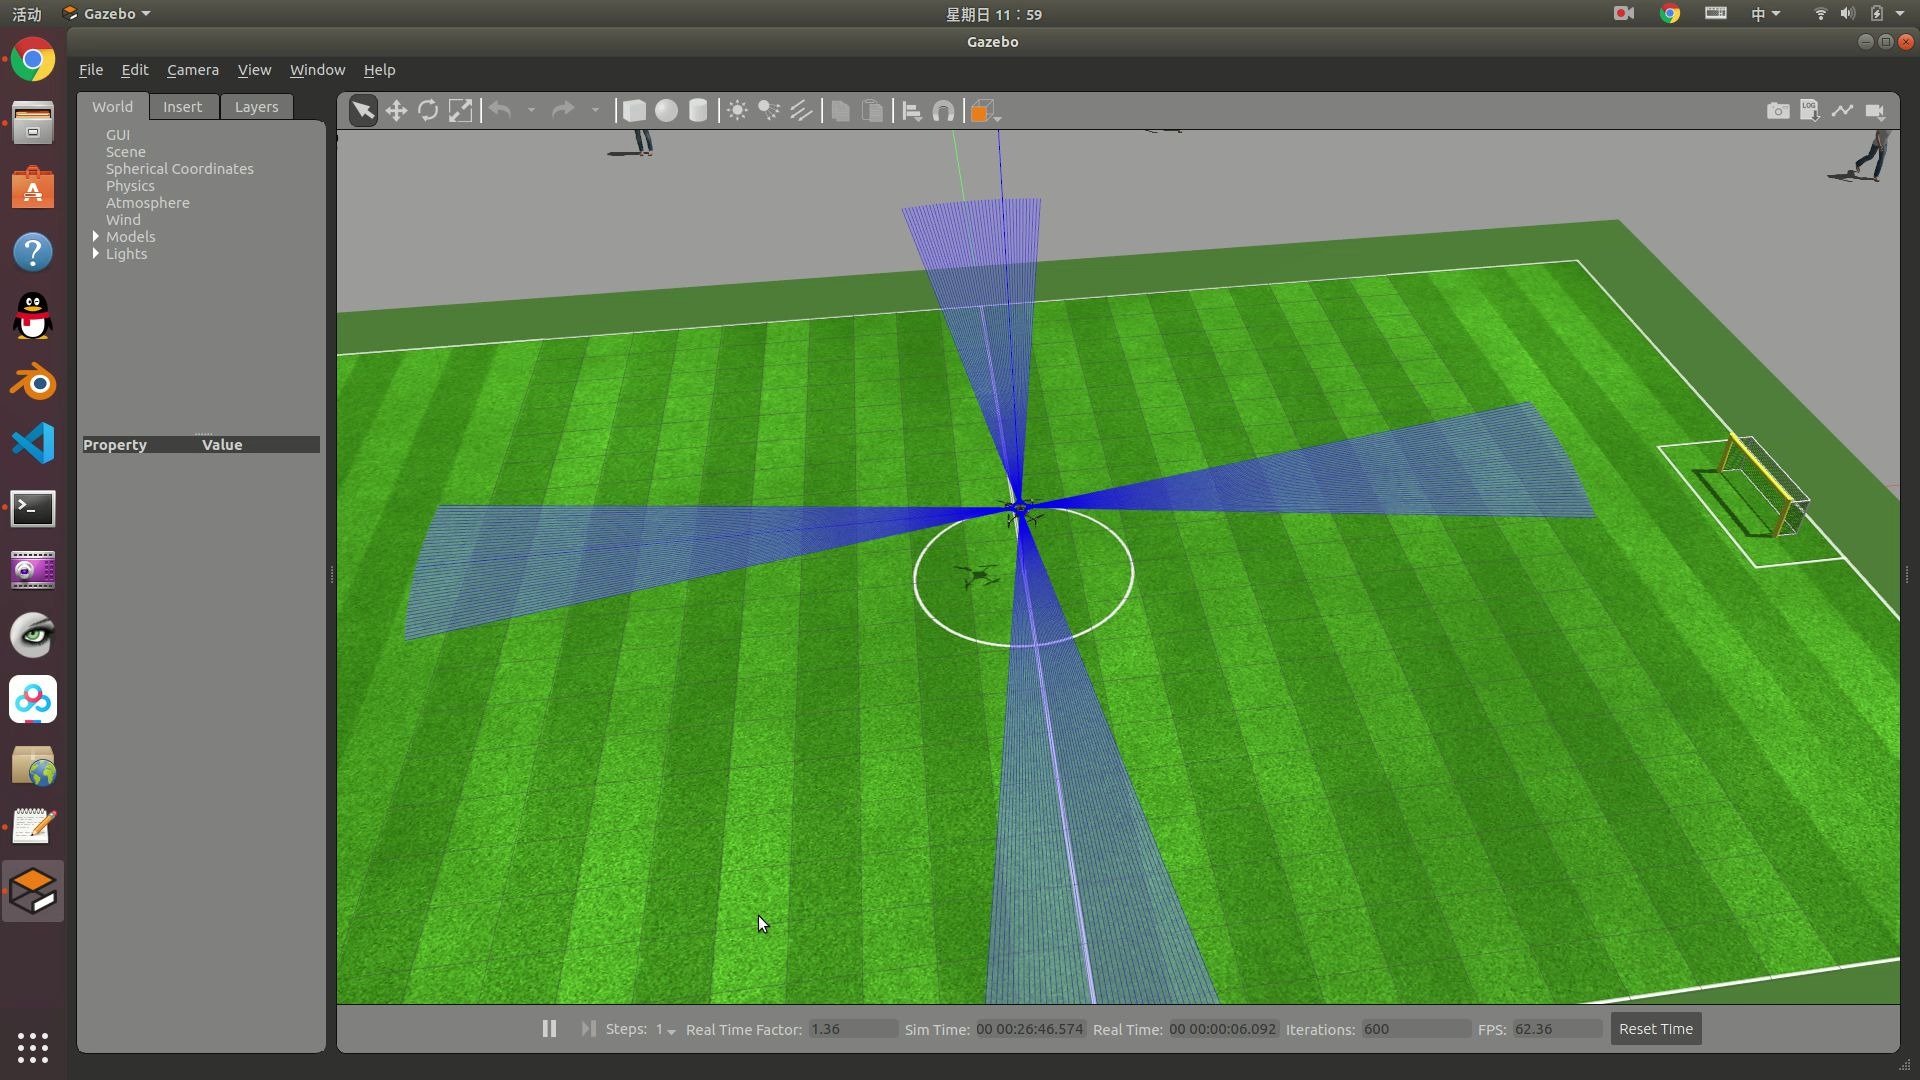 活动 Gazebo 星期日 11：59 中
Gazebo
File Edit Camera View Window Help
World Insert Layers
LOG
GUI
Scene
Spherical Coordinates
Physics
Atmosphere
Wind
Models
Lights
Property Value
Steps: 1 Real Time Factor: 1.36 Sim Time: 00 00:26:46.574 Real Time: 00 00:00:06.092 Iterations: 600 FPS: 62.36 Reset Time